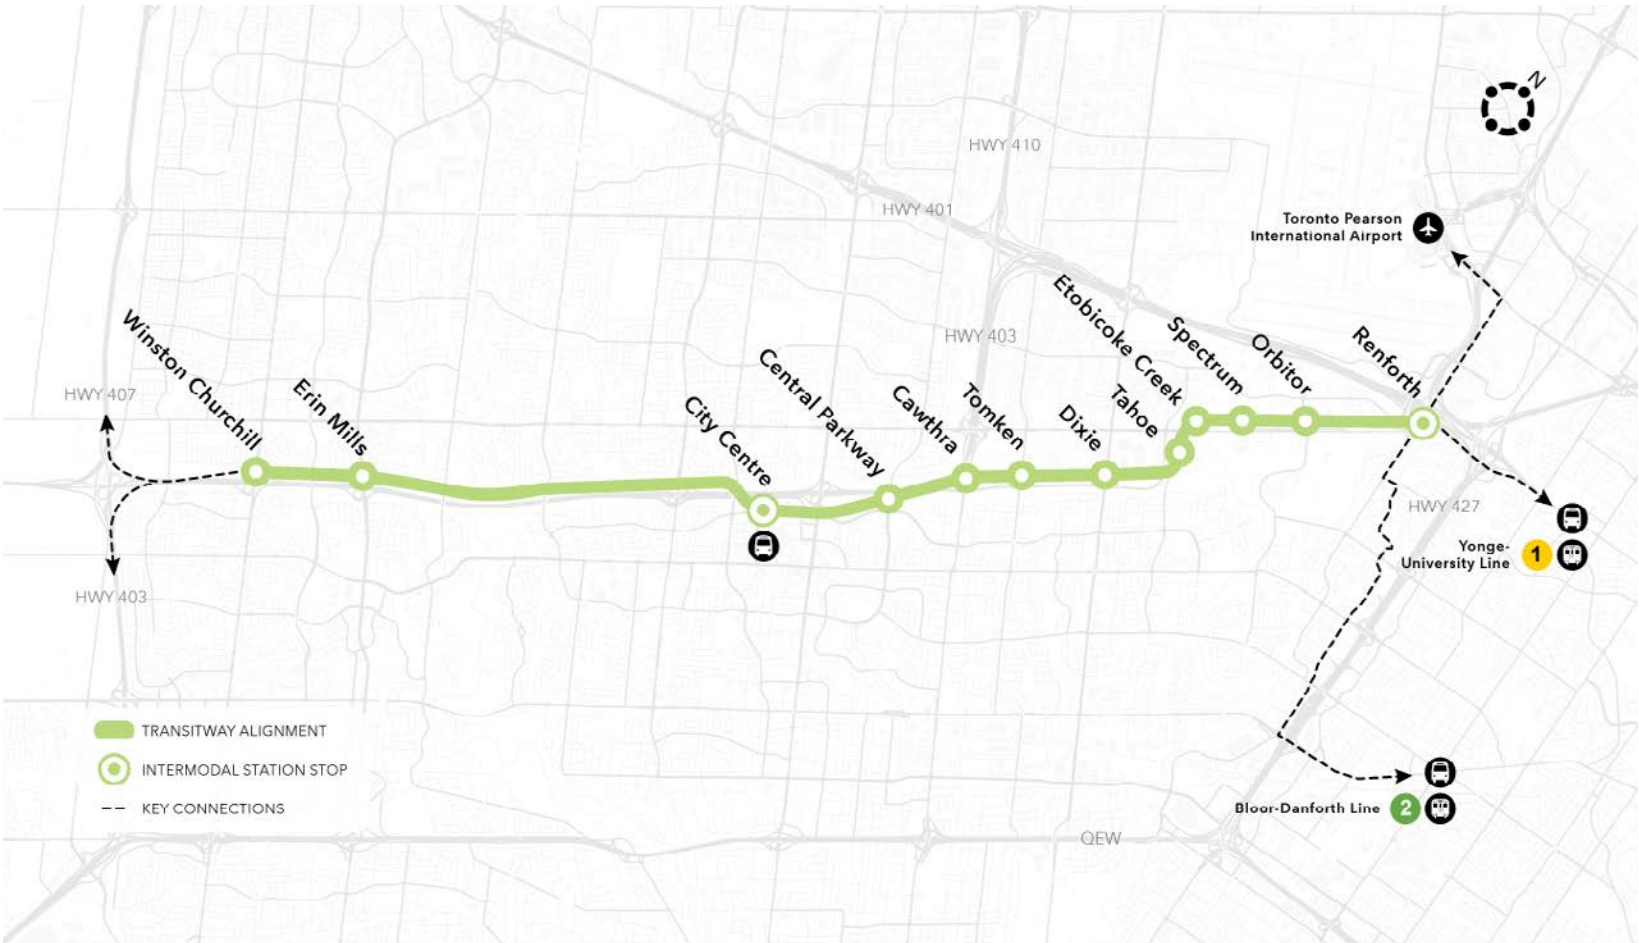 N
HWY 410
HWY 401
Toronto Pearson
International Airport
HWY 403
Winston Churchill
Erin Mills
City Centre
Central Parkway
Cawthra
Tomken
Dixie
Tahoe
Etobicoke Creek
Spectrum
Orbitor
Renforth
HWY 407
HWY 403
HWY 427
Yonge-
University Line
1
TRANSITWAY ALIGNMENT
INTERMODAL STATION STOP
KEY CONNECTIONS
Bloor-Danforth Line
2
QEW